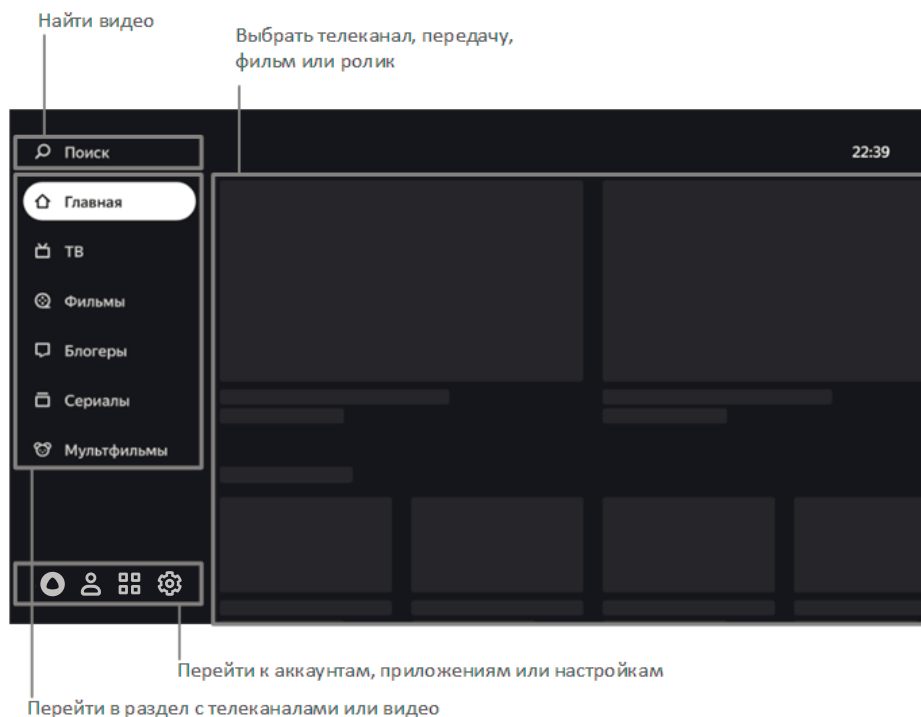 Найти видео
Выбрать телеканал, передачу,
фильм или ролик
Поиск
22:39
Главная
ТВ
Фильмы
Блогеры
Сериалы
Мультфильмы
Перейти к аккаунтам, приложениям или настройкам
Перейти в раздел с телеканалами или видео